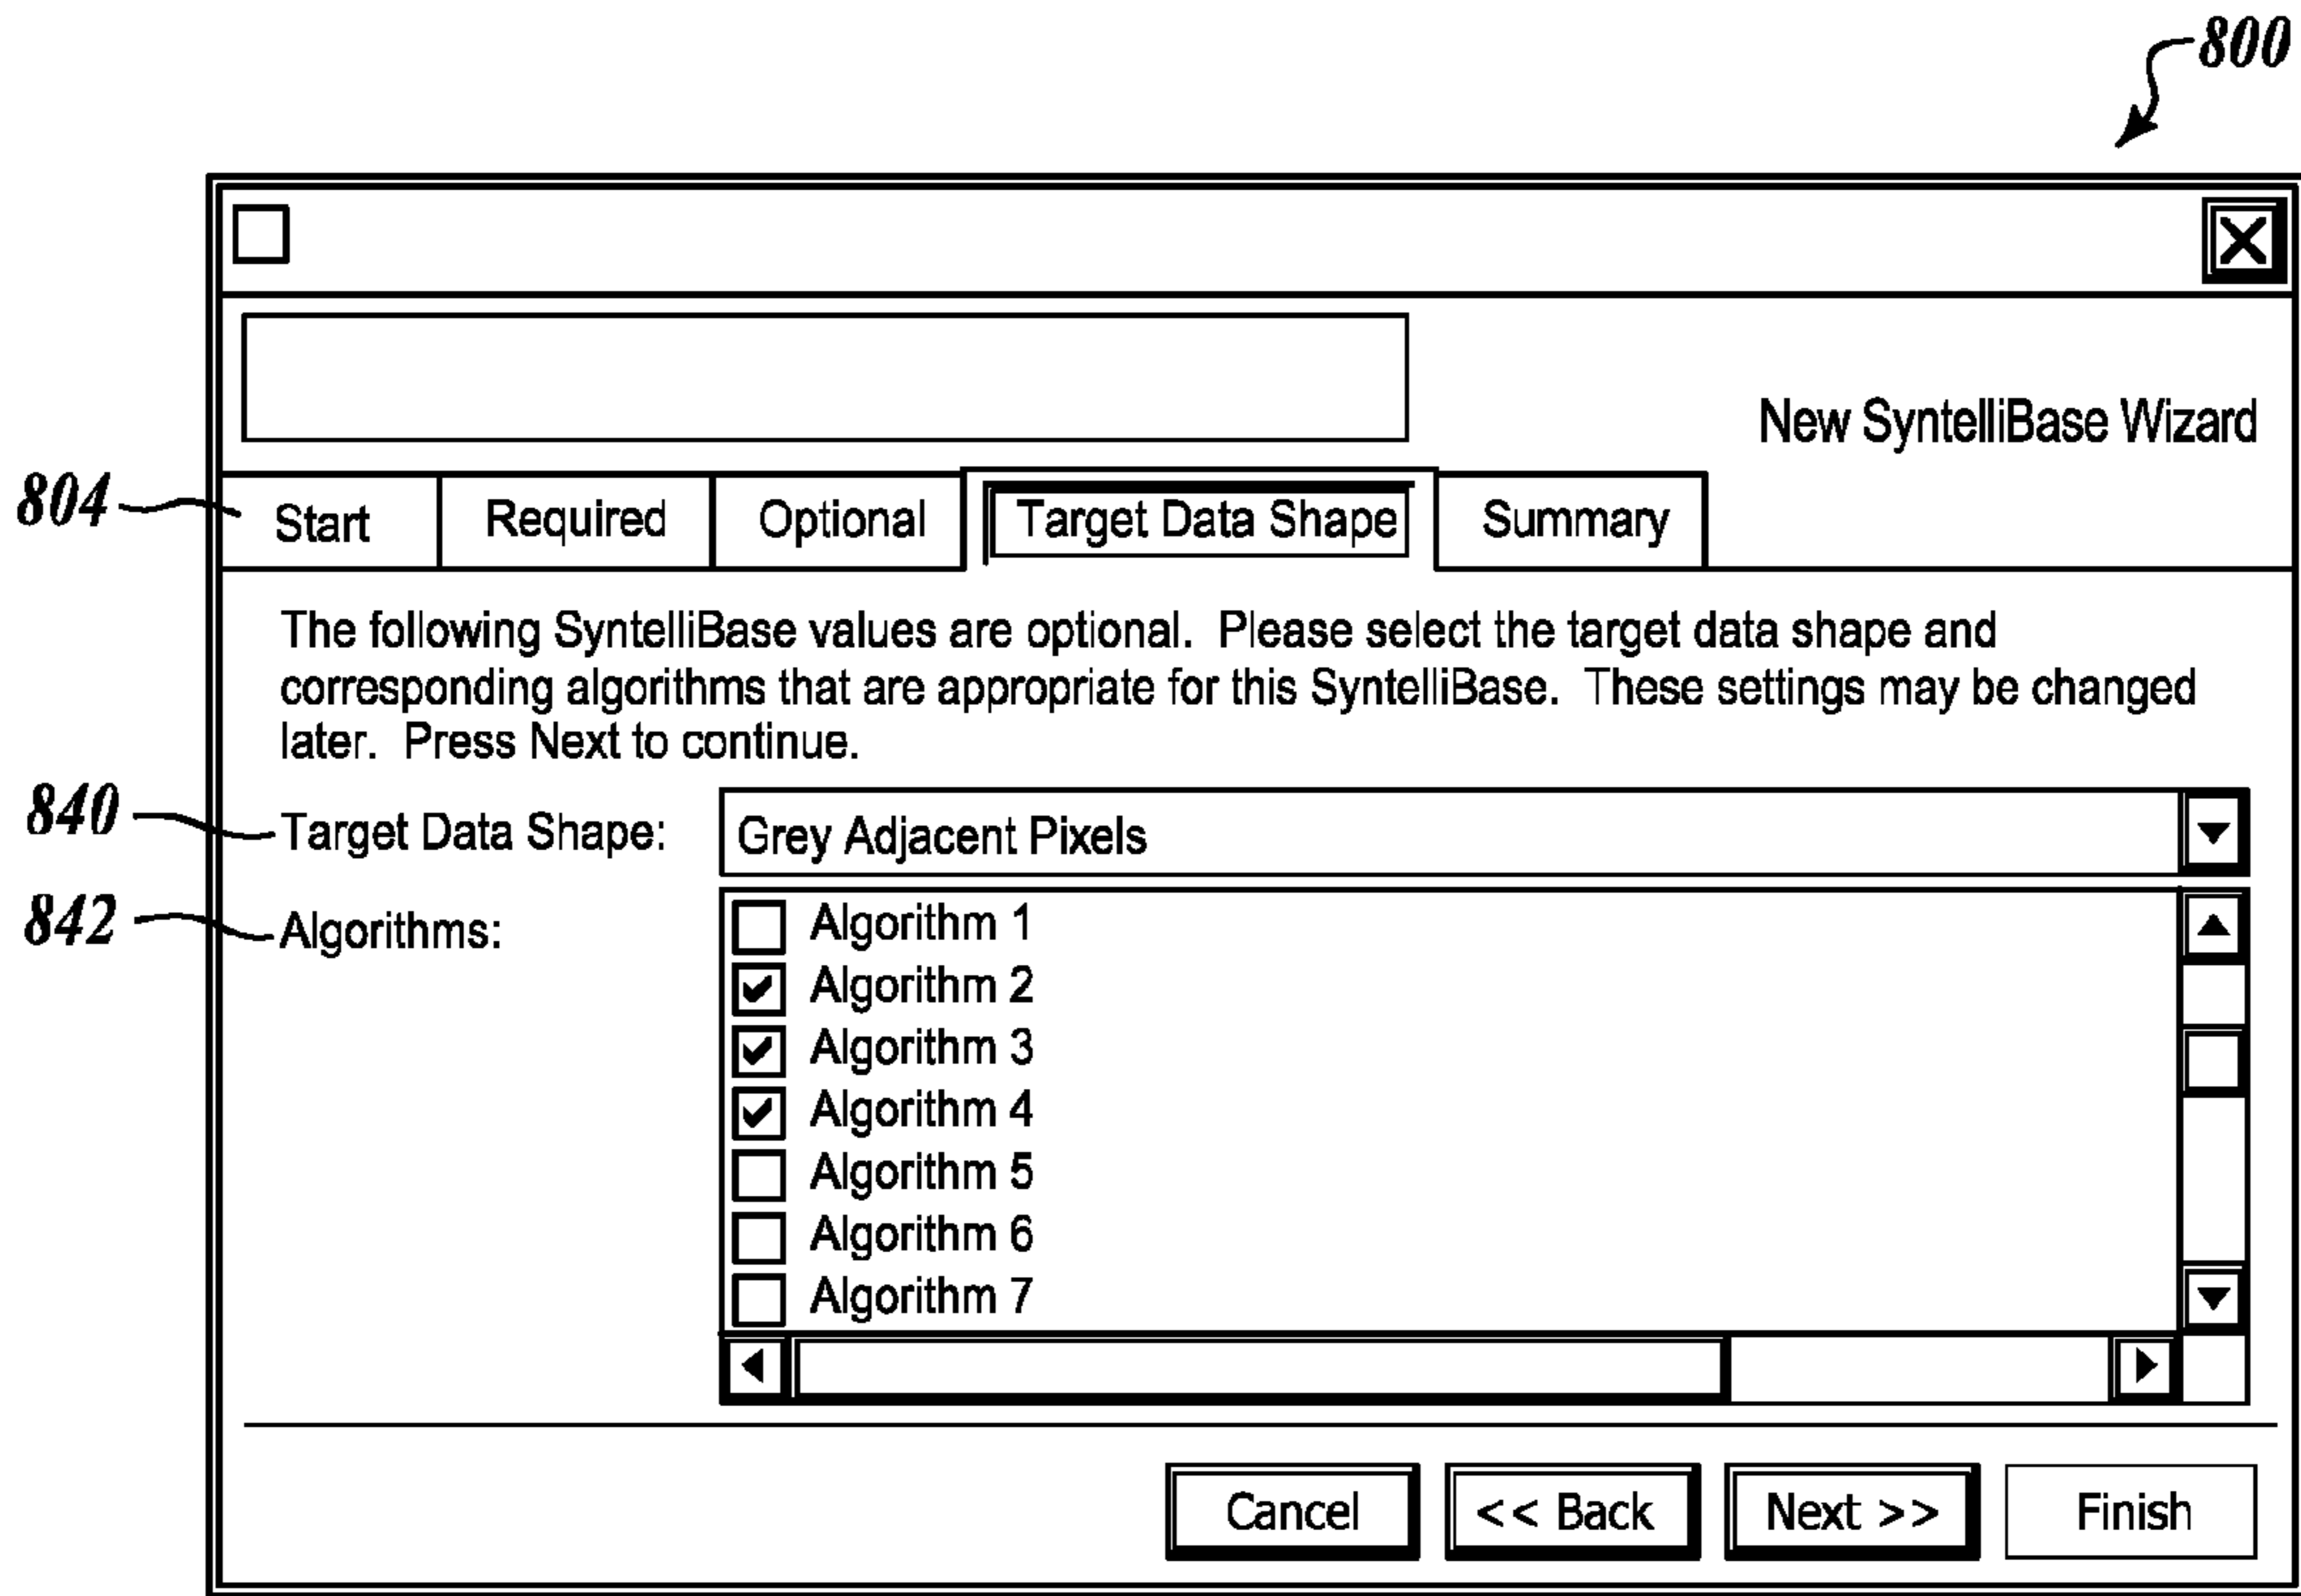 800
New SyntelliBase Wizard
804
Start Required Optional Target Data Shape Summary
The following SyntelliBase values are optional. Please select the target data shape and
corresponding algorithms that are appropriate for this SyntelliBase. These settings may be changed
later. Press Next to continue.
840 Target Data Shape: Grey Adjacent Pixels
842 Algorithms: Algorithm 1
Algorithm 2
Algorithm 3
Algorithm 4
Algorithm 5
Algorithm 6
Algorithm 7
Cancel << Back Next >> Finish